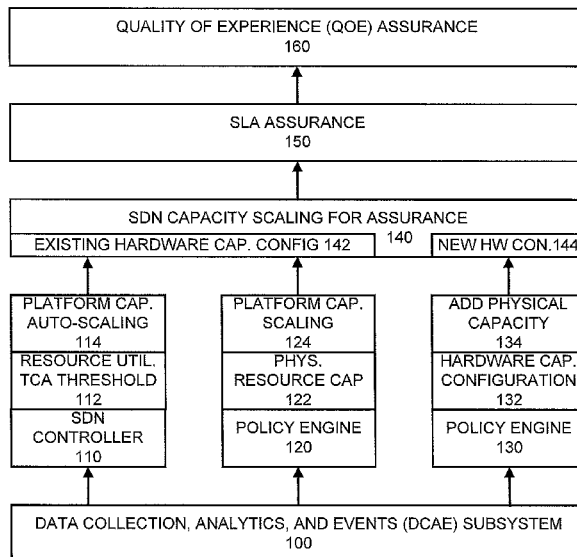 QUALITY OF EXPERIENCE (QOE) ASSURANCE
160
SLA ASSURANCE
150
SDN CAPACITY SCALING FOR ASSURANCE
140
EXISTING HARDWARE CAP. CONFIG 142
NEW HW CON.144
PLATFORM CAP.
AUTO-SCALING
114
RESOURCE UTIL.
TCA THRESHOLD
112
SDN
CONTROLLER
110
PLATFORM CAP.
SCALING
124
PHYS.
RESOURCE CAP
122
POLICY ENGINE
120
ADD PHYSICAL
CAPACITY
134
HARDWARE CAP.
CONFIGURATION
132
POLICY ENGINE
130
DATA COLLECTION, ANALYTICS, AND EVENTS (DCAE) SUBSYSTEM
100